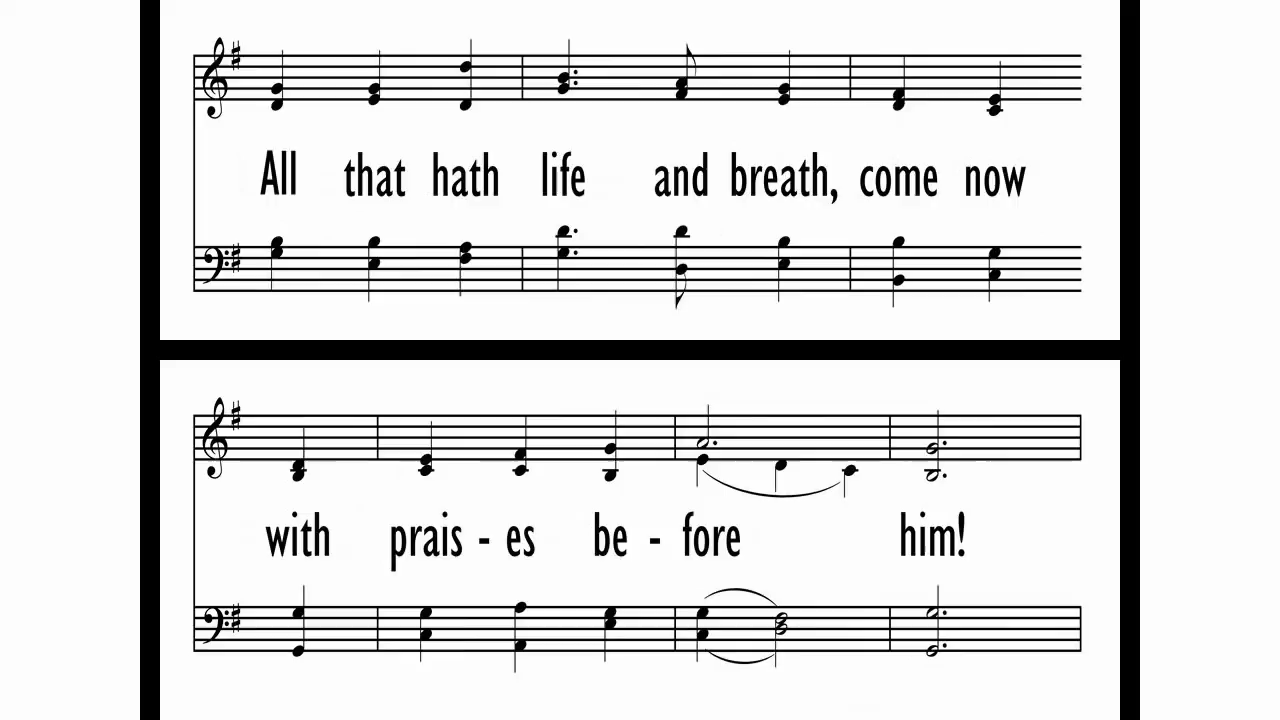 All that hath life and breath, come now
with prais - es be - fore him!